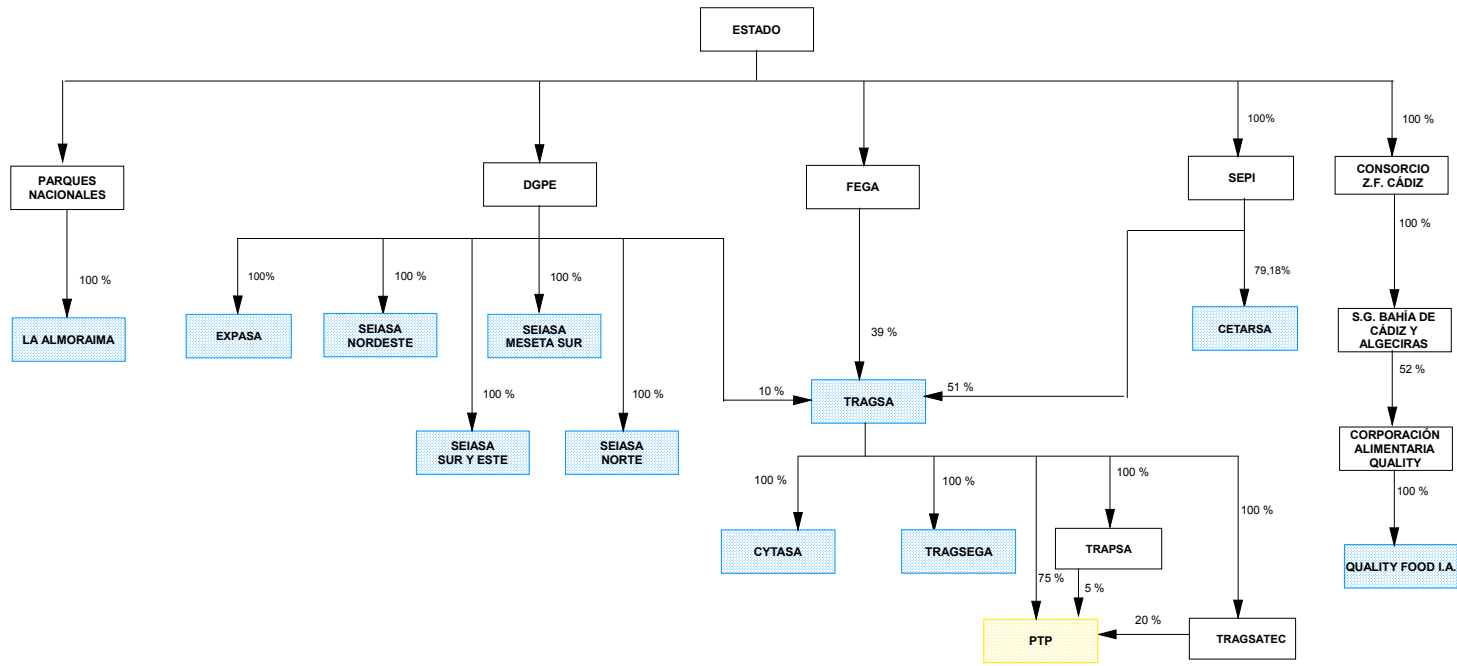 ESTADO
100%
100 %
PARQUES
NACIONALES
DGPE
FEGA
SEPI
CONSORCIO
Z.F. CÁDIZ
100 %
100 %
100%
100 %
100 %
79,18%
LA ALMORAIMA
EXPASA
SEIASA
NORDESTE
SEIASA
MESETA SUR
39 %
CETARSA
S.G. BAHÍA DE
CÁDIZ Y
ALGECIRAS
52 %
100 %
100 %
10 %
TRAGSA
51 %
SEIASA
SUR Y ESTE
SEIASA
NORTE
CORPORACIÓN
ALIMENTARIA
QUALITY
100 %
100 %
100 %
100 %
100 %
CYTASA
TRAGSEGA
TRAPSA
QUALITY FOOD I.A.
75 %
5 %
20 %
PTP
TRAGSATEC